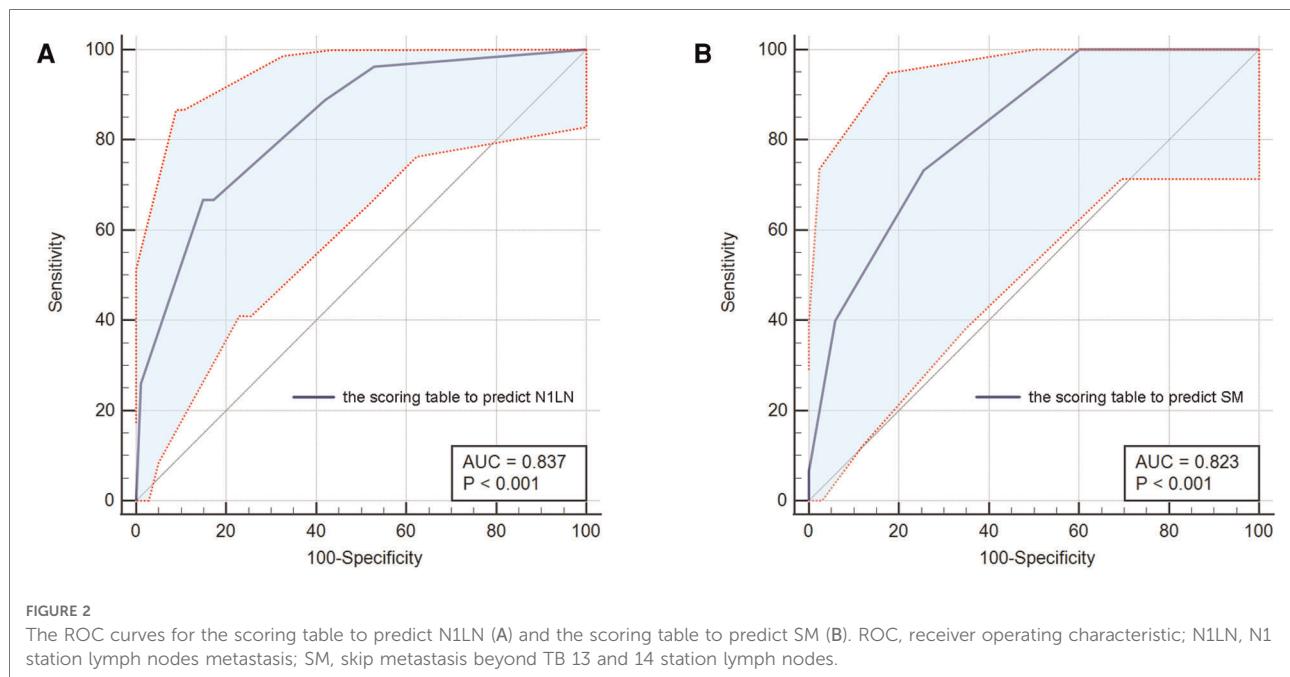 A
100
80
60
40
20
0
Sensitivity
0 20 40 60 80 100
100-Specificity
the scoring table to predict N1LN
AUC = 0.837
P < 0.001
B
100
80
60
40
20
0
Sensitivity
0 20 40 60 80 100
100-Specificity
the scoring table to predict SM
AUC = 0.823
P < 0.001
FIGURE 2
The ROC curves for the scoring table to predict N1LN (A) and the scoring table to predict SM (B). ROC, receiver operating characteristic; N1LN, N1
station lymph nodes metastasis; SM, skip metastasis beyond TB 13 and 14 station lymph nodes.